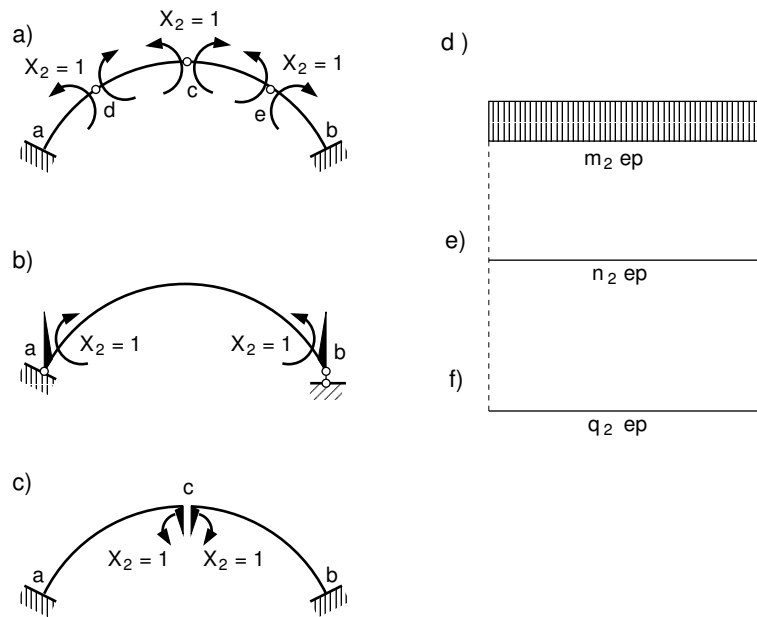 a)
X₂ = 1
X₂ = 1
X₂ = 1
a
d
c
e
b
b)
a
X₂ = 1
X₂ = 1
b
c)
c
a
X₂ = 1
X₂ = 1
b
d )
m₂ ep
e)
n₂ ep
f)
q₂ ep